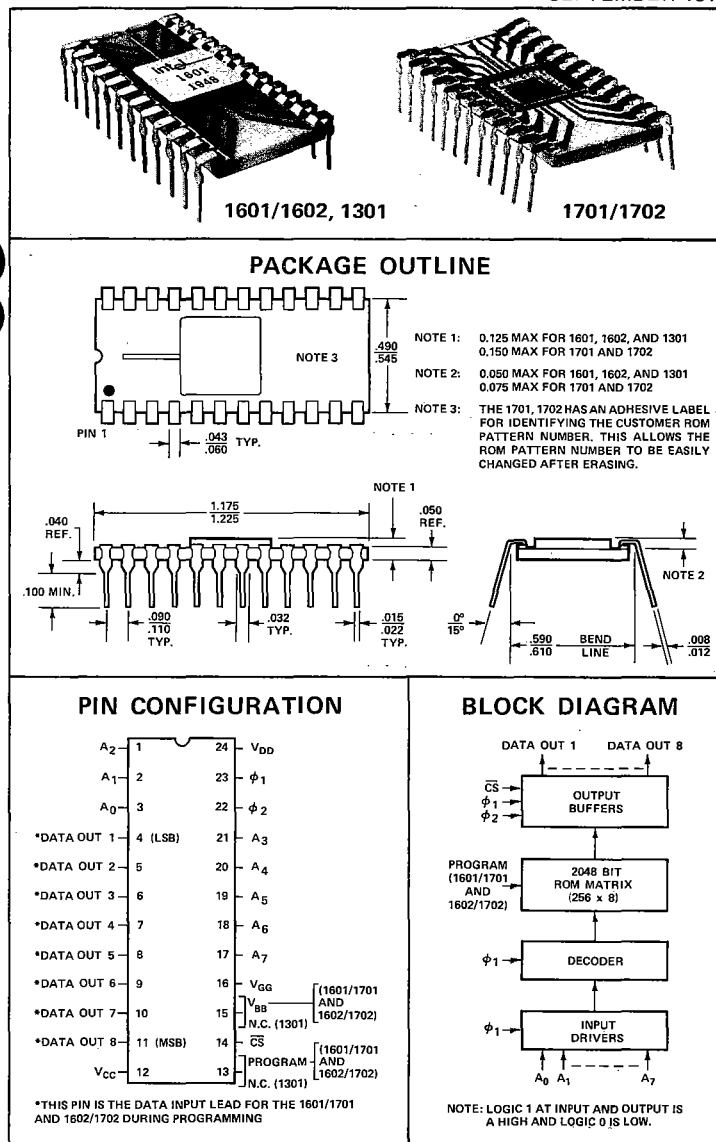 intel
1601
1948
1601/1602, 1301
1701/1702
PACKAGE OUTLINE
NOTE 3
.490
.545
PIN 1
.043
.060
TYP.
NOTE 1: 0.125 MAX FOR 1601, 1602, AND 1301
0.150 MAX FOR 1701 AND 1702
NOTE 2: 0.050 MAX FOR 1601, 1602, AND 1301
0.075 MAX FOR 1701 AND 1702
NOTE 3: THE 1701, 1702 HAS AN ADHESIVE LABEL
FOR IDENTIFYING THE CUSTOMER ROM
PATTERN NUMBER. THIS ALLOWS THE
ROM PATTERN NUMBER TO BE EASILY
CHANGED AFTER ERASING.
1.175
1.225
NOTE 1
.040
REF.
.050
REF.
.100 MIN.
.090
.110
TYP.
.032
TYP.
.015
.022
TYP.
NOTE 2
0°
15°
.590
.610
BEND
LINE
.008
.012
PIN CONFIGURATION
A2 1 24 VDD
A1 2 23 ϕ1
A0 3 22 ϕ2
*DATA OUT 1 4 (LSB) 21 A3
*DATA OUT 2 5 20 A4
*DATA OUT 3 6 19 A5
*DATA OUT 4 7 18 A6
*DATA OUT 5 8 17 A7
*DATA OUT 6 9 16 VGG
*DATA OUT 7 10 15 VBB (1601/1701
AND
1602/1702)
N.C. (1301)
*DATA OUT 8 11 (MSB) 14 C̅S̅
VCC 12 13 PROGRAM (1601/1701
AND
1602/1702)
N.C. (1301)
*THIS PIN IS THE DATA INPUT LEAD FOR THE 1601/1701
AND 1602/1702 DURING PROGRAMMING
BLOCK DIAGRAM
DATA OUT 1 DATA OUT 8
C̅S̅
ϕ1
ϕ2
OUTPUT
BUFFERS
PROGRAM
(1601/1701
AND
1602/1702)
2048 BIT
ROM MATRIX
(256 x 8)
ϕ1 DECODER
ϕ1 INPUT
DRIVERS
A0 A1 A7
NOTE: LOGIC 1 AT INPUT AND OUTPUT IS
A HIGH AND LOGIC 0 IS LOW.